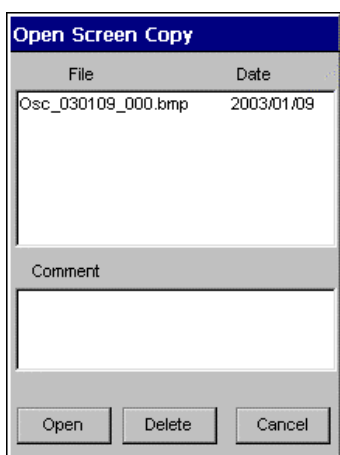 Open Screen Copy
File Date
Osc_030109_000.bmp 2003/01/09
Comment
Open Delete Cancel